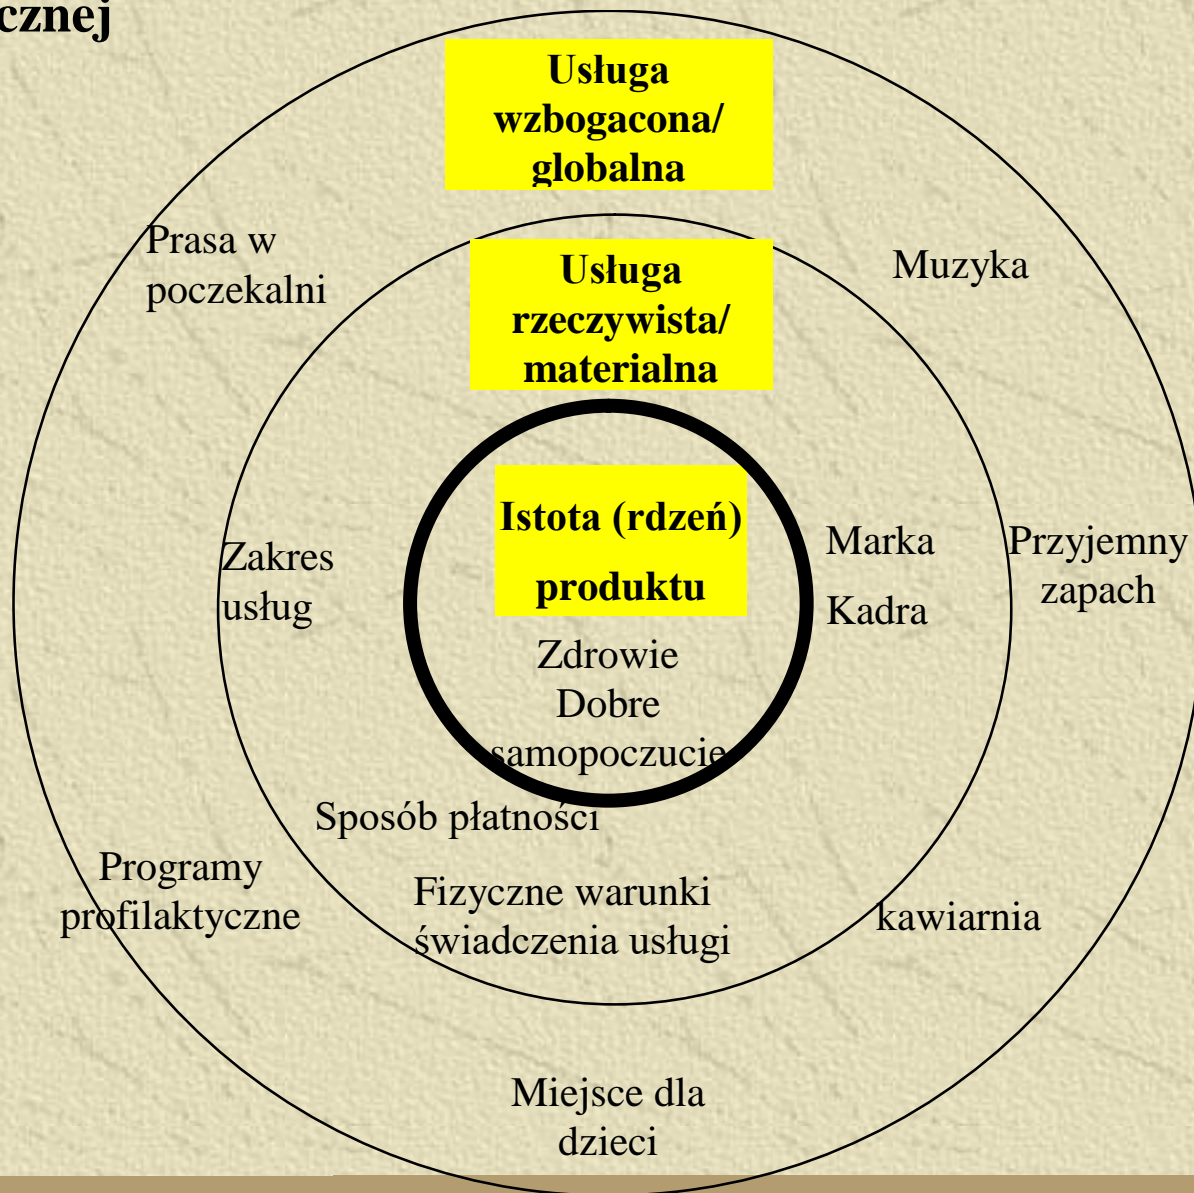 cznej
Usługa
wzbogacona/
globalna
Prasa w
poczekalni
Muzyka
Usługa
rzeczywista/
materialna
Istota (rdzeń)
produktu
Zakres
usług
Marka
Kadra
Przyjemny
zapach
Zdrowie
Dobre
samopoczucie
Sposób płatności
Programy
profilaktyczne
Fizyczne warunki
świadczenia usługi
kawiarnia
Miejsce dla
dzieci